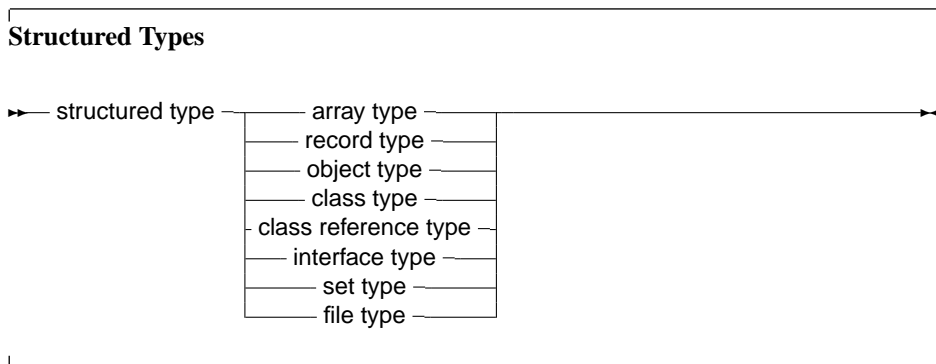 Structured Types
structured type array type
record type
object type
class type
class reference type
interface type
set type
file type